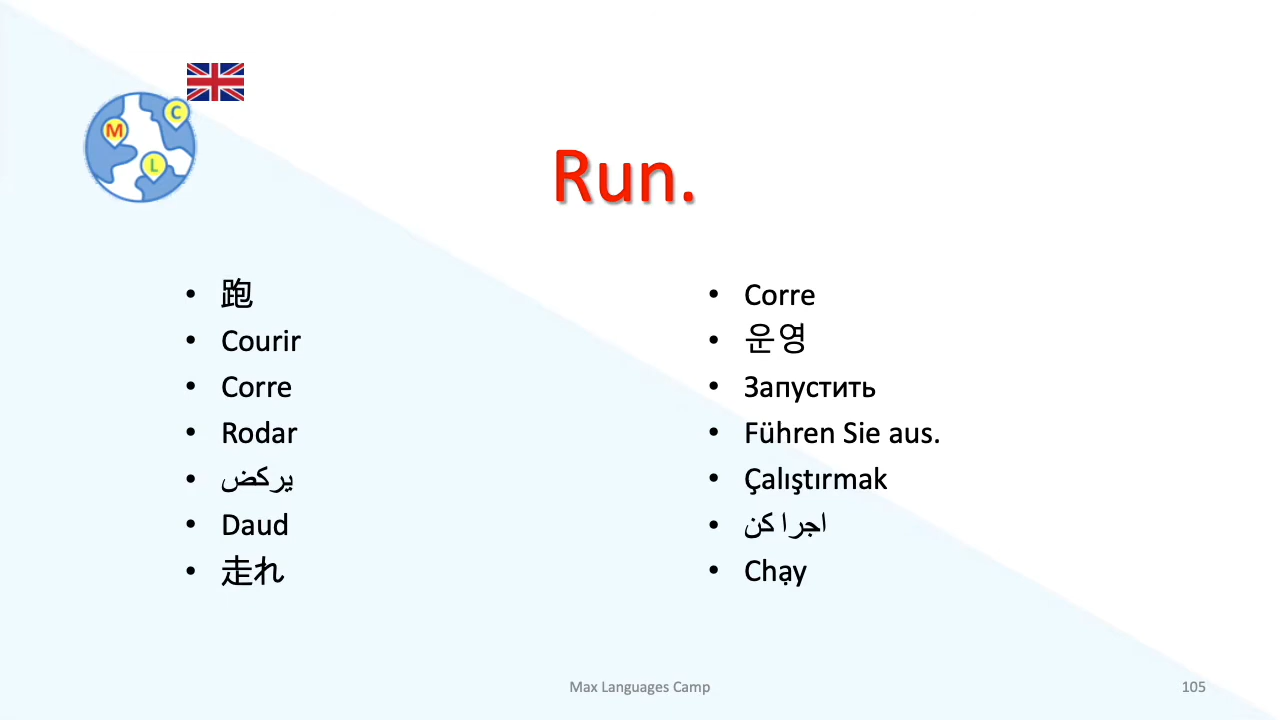 M
C
L
Run.
跑
Courir
Corre
Rodar
يركض
Daud
走れ
Corre
운영
Запустить
Führen Sie aus.
Çalıştırmak
اجرا کن
Chạy
Max Languages Camp
105